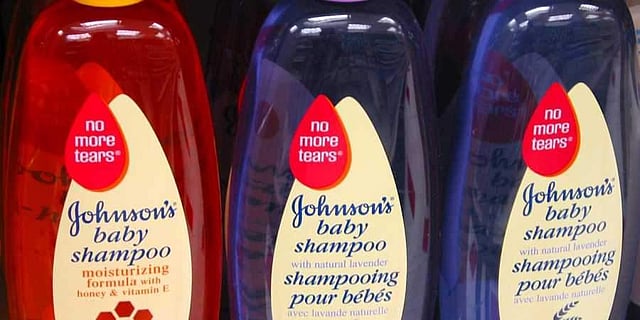 no
more
tears®
Johnson's®
baby
shampoo
moisturizing
formula with
honey & vitamin E
no
more
tears®
Johnson's®
baby
shampoo
with natural lavender
shampooing
pour bébés
avec lavande naturelle
no
more
tears®
Johnson's®
baby
shampoo
with natural lavender
shampooing
pour bébés
avec lavande naturelle